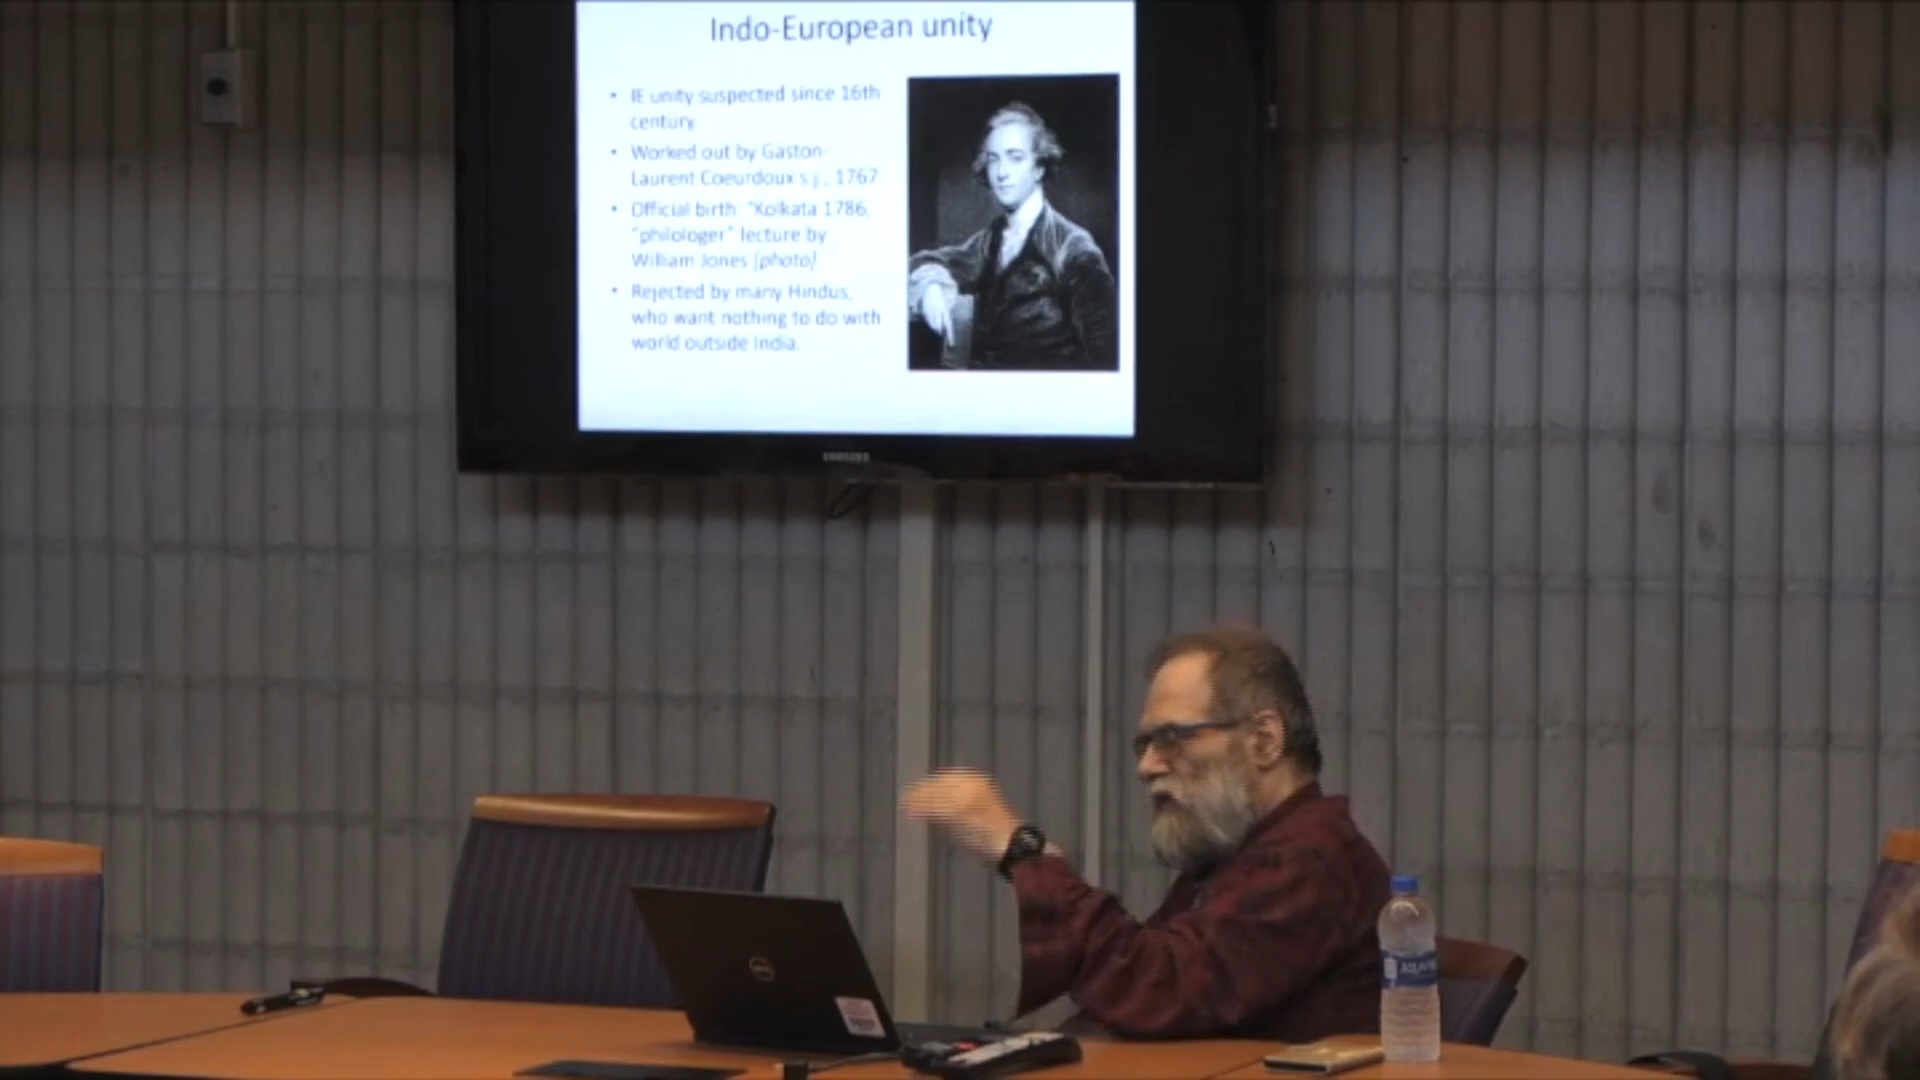 Indo-European unity
• IE unity suspected since 16th
century.
• Worked out by Gaston-
Laurent Coeurdoux s.j., 1767
• Official birth: "Kolkata 1786,
"philologer" lecture by
William Jones [photo]
• Rejected by many Hindus,
who want nothing to do with
world outside India.
SAMSUNG
DELL